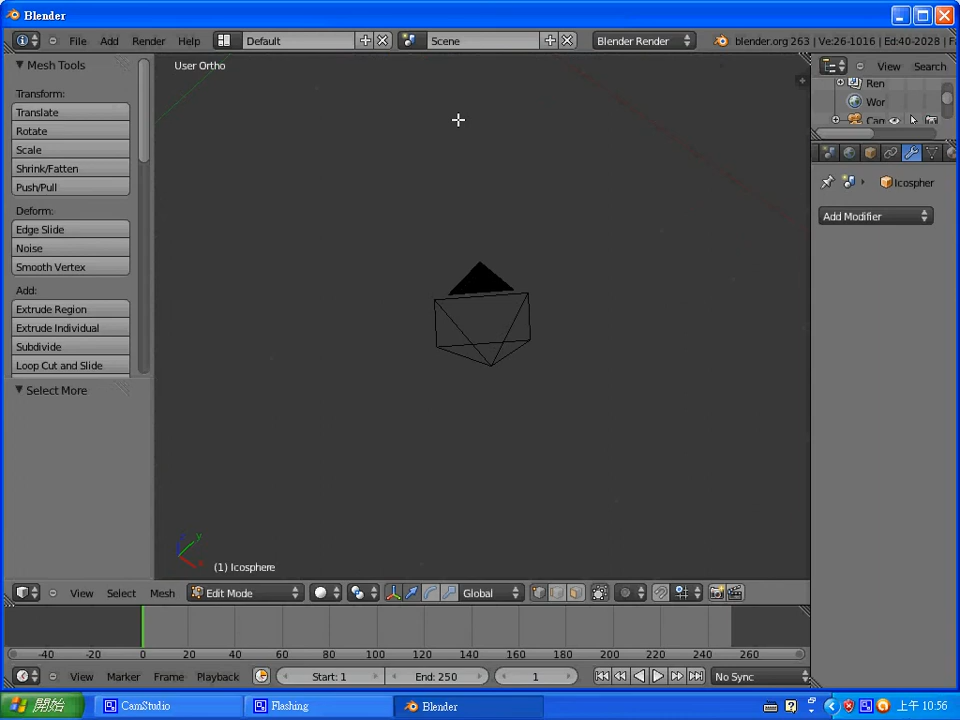 Blender
File Add Render Help Default Scene Blender Render blender.org 263 | Ve:26-1016 | Ed:40-2028 | F
Mesh Tools
Transform:
Translate
Rotate
Scale
Shrink/Fatten
Push/Pull
Deform:
Edge Slide
Noise
Smooth Vertex
Add:
Extrude Region
Extrude Individual
Subdivide
Loop Cut and Slide
Select More
User Ortho
(1) Icosphere
View Search
Ren
Wor
Can
Icospher
Add Modifier
View Select Mesh Edit Mode Global
-40 -20 0 20 40 60 80 100 120 140 160 180 200 220 240 260
View Marker Frame Playback Start: 1 End: 250 1 No Sync
開始 CamStudio Flashing Blender 上午 10:56